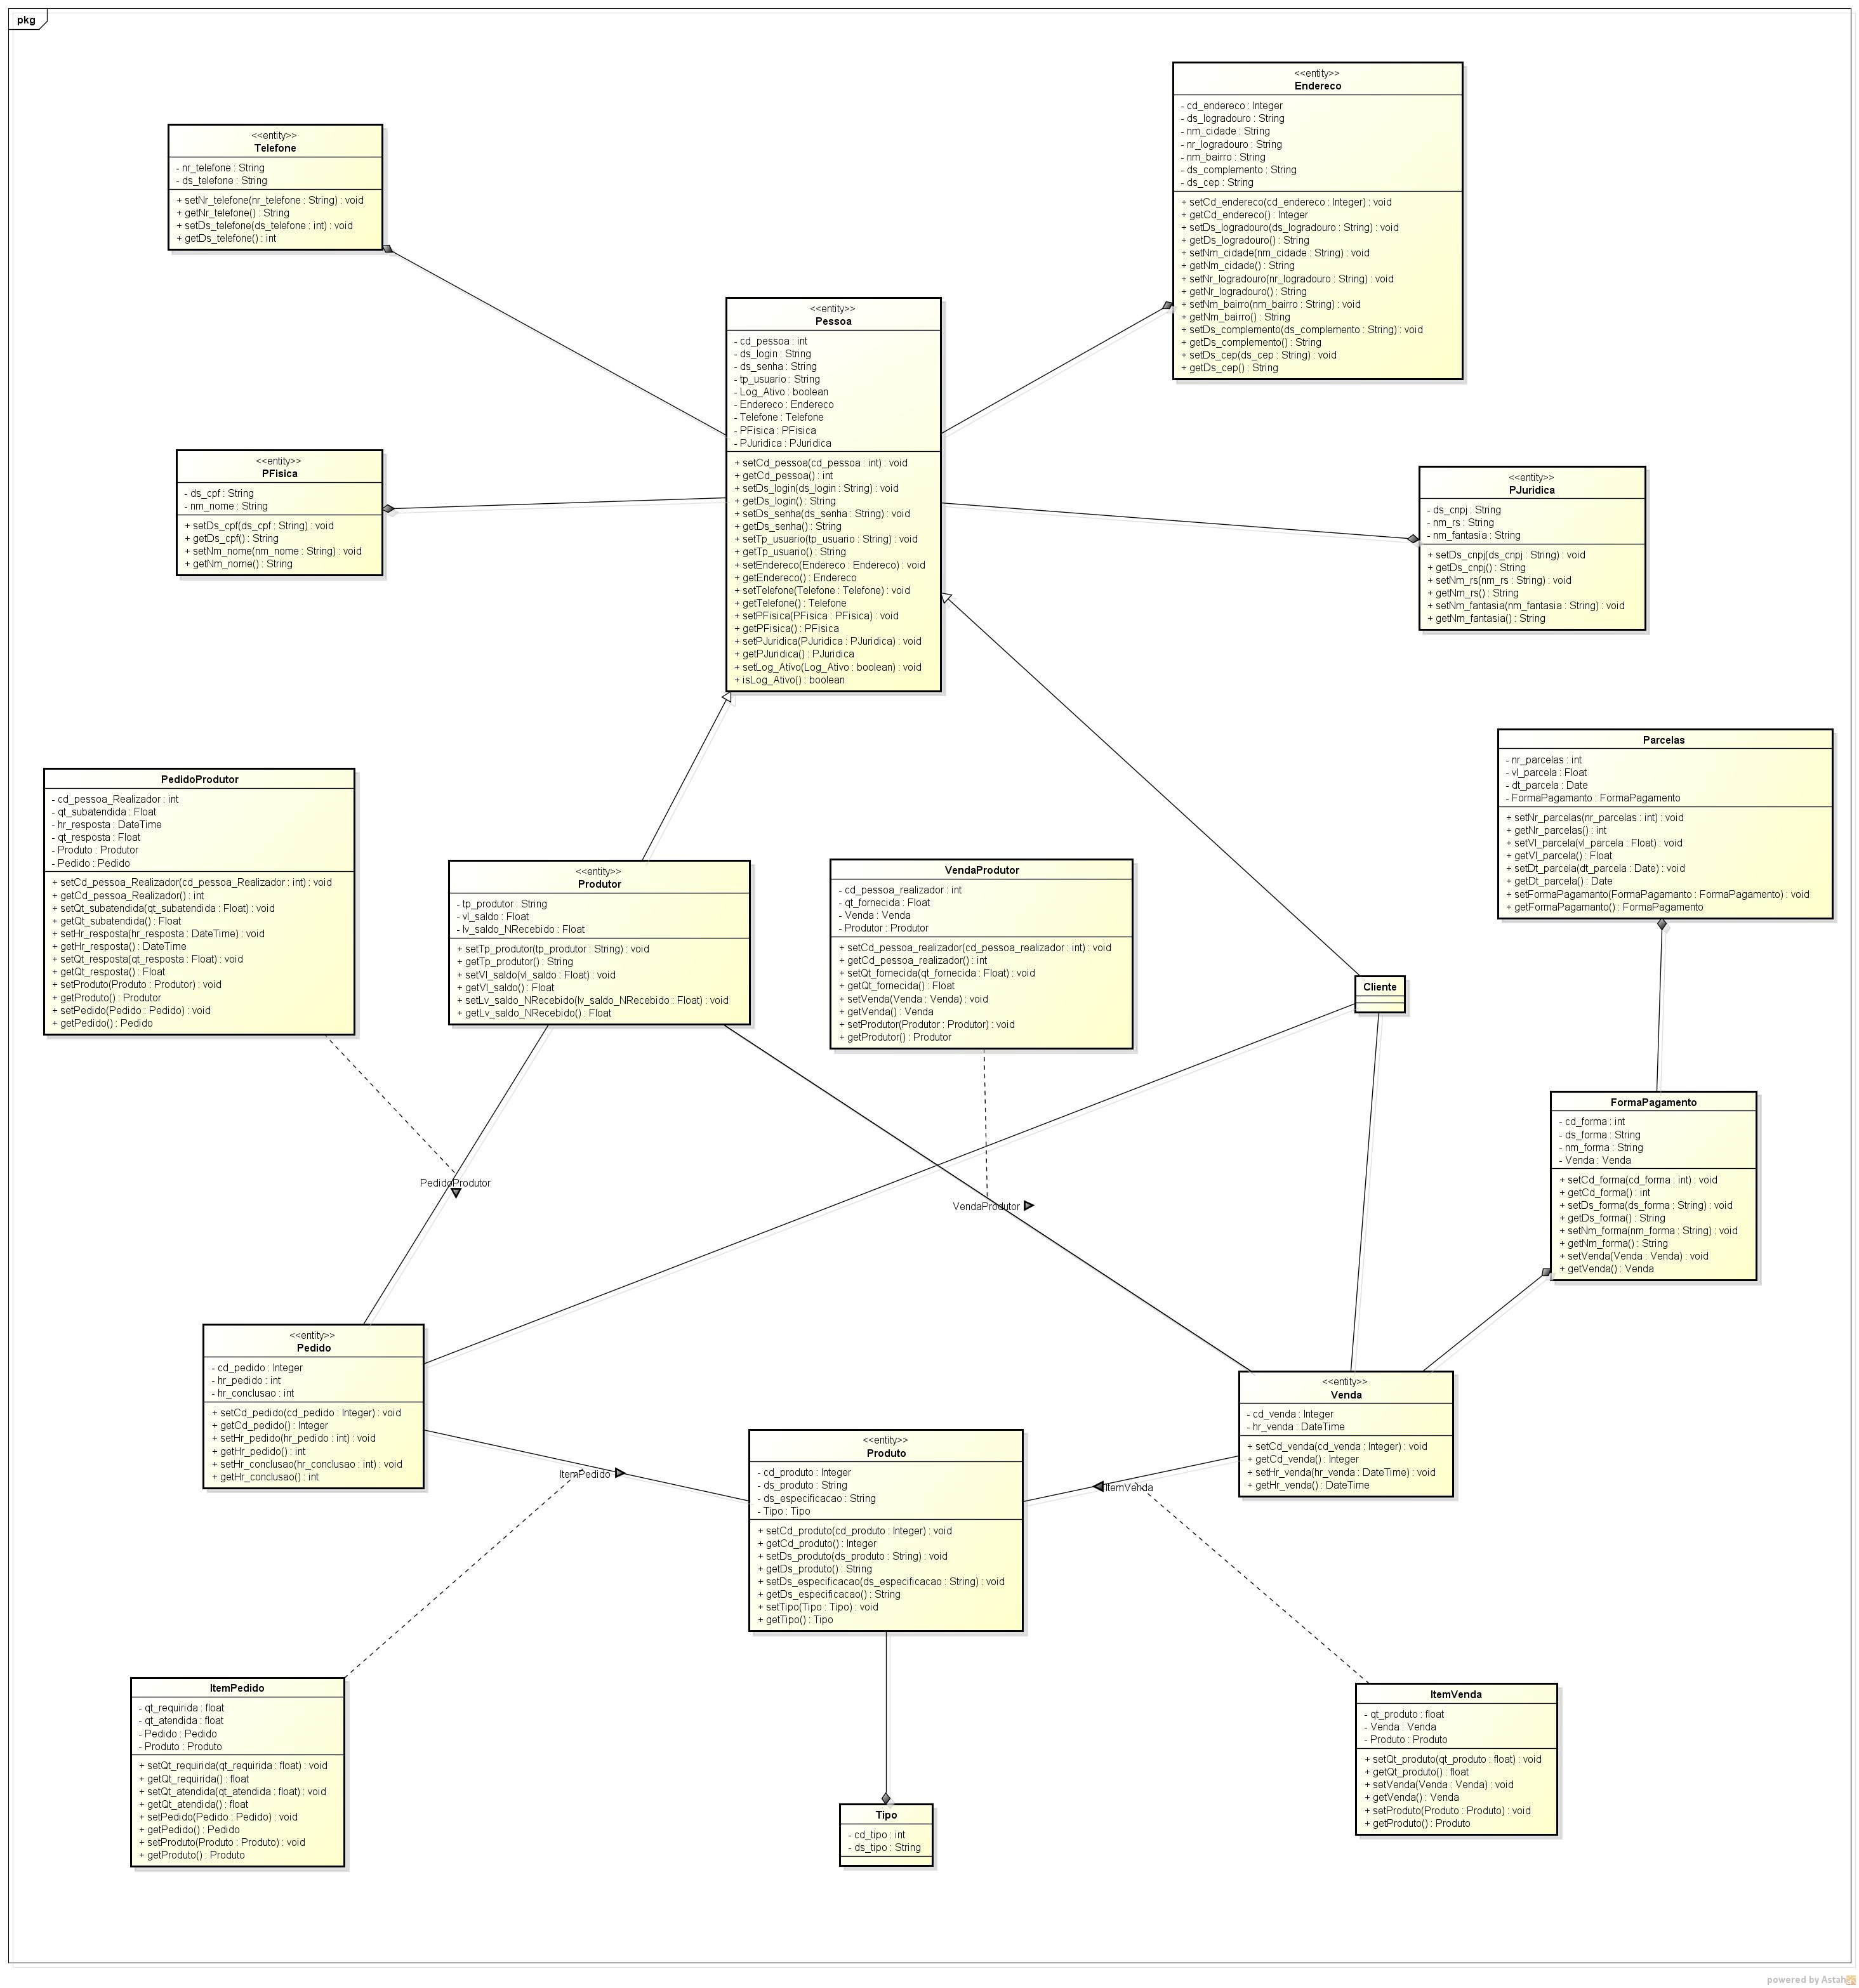 pkg
<<entity>>
Endereco
- cd_endereco : Integer
- ds_logradouro : String
- nm_cidade : String
- nr_logradouro : String
- nm_bairro : String
- ds_complemento : String
- ds_cep : String
+ setCd_endereco(cd_endereco : Integer) : void
+ getCd_endereco() : Integer
+ setDs_logradouro(ds_logradouro : String) : void
+ getDs_logradouro() : String
+ setNm_cidade(nm_cidade : String) : void
+ getNm_cidade() : String
+ setNr_logradouro(nr_logradouro : String) : void
+ getNr_logradouro() : String
+ setNm_bairro(nm_bairro : String) : void
+ getNm_bairro() : String
+ setDs_complemento(ds_complemento : String) : void
+ getDs_complemento() : String
+ setDs_cep(ds_cep : String) : void
+ getDs_cep() : String
<<entity>>
Telefone
- nr_telefone : String
- ds_telefone : String
+ setNr_telefone(nr_telefone : String) : void
+ getNr_telefone() : String
+ setDs_telefone(ds_telefone : int) : void
+ getDs_telefone() : int
<<entity>>
Pessoa
- cd_pessoa : int
- ds_login : String
- ds_senha : String
- tp_usuario : String
- Log_Ativo : boolean
- Endereco : Endereco
- Telefone : Telefone
- PFisica : PFisica
- PJuridica : PJuridica
+ setCd_pessoa(cd_pessoa : int) : void
+ getCd_pessoa() : int
+ setDs_login(ds_login : String) : void
+ getDs_login() : String
+ setDs_senha(ds_senha : String) : void
+ getDs_senha() : String
+ setTp_usuario(tp_usuario : String) : void
+ getTp_usuario() : String
+ setEndereco(Endereco : Endereco) : void
+ getEndereco() : Endereco
+ setTelefone(Telefone : Telefone) : void
+ getTelefone() : Telefone
+ setPFisica(PFisica : PFisica) : void
+ getPFisica() : PFisica
+ setPJuridica(PJuridica : PJuridica) : void
+ getPJuridica() : PJuridica
+ setLog_Ativo(Log_Ativo : boolean) : void
+ isLog_Ativo() : boolean
<<entity>>
PFisica
- ds_cpf : String
- nm_nome : String
+ setDs_cpf(ds_cpf : String) : void
+ getDs_cpf() : String
+ setNm_nome(nm_nome : String) : void
+ getNm_nome() : String
<<entity>>
PJuridica
- ds_cnpj : String
- nm_rs : String
- nm_fantasia : String
+ setDs_cnpj(ds_cnpj : String) : void
+ getDs_cnpj() : String
+ setNm_rs(nm_rs : String) : void
+ getNm_rs() : String
+ setNm_fantasia(nm_fantasia : String) : void
+ getNm_fantasia() : String
Parcelas
- nr_parcelas : int
- vl_parcela : Float
- dt_parcela : Date
- FormaPagamanto : FormaPagamento
+ setNr_parcelas(nr_parcelas : int) : void
+ getNr_parcelas() : int
+ setVl_parcela(vl_parcela : Float) : void
+ getVl_parcela() : Float
+ setDt_parcela(dt_parcela : Date) : void
+ getDt_parcela() : Date
+ setFormaPagamanto(FormaPagamanto : FormaPagamento) : void
+ getFormaPagamanto() : FormaPagamento
PedidoProdutor
- cd_pessoa_Realizador : int
- qt_subatendida : Float
- hr_resposta : DateTime
- qt_resposta : Float
- Produto : Produtor
- Pedido : Pedido
+ setCd_pessoa_Realizador(cd_pessoa_Realizador : int) : void
+ getCd_pessoa_Realizador() : int
+ setQt_subatendida(qt_subatendida : Float) : void
+ getQt_subatendida() : Float
+ setHr_resposta(hr_resposta : DateTime) : void
+ getHr_resposta() : DateTime
+ setQt_resposta(qt_resposta : Float) : void
+ getQt_resposta() : Float
+ setProduto(Produto : Produtor) : void
+ getProduto() : Produtor
+ setPedido(Pedido : Pedido) : void
+ getPedido() : Pedido
<<entity>>
Produtor
- tp_produtor : String
- vl_saldo : Float
- lv_saldo_NRecebido : Float
+ setTp_produtor(tp_produtor : String) : void
+ getTp_produtor() : String
+ setVl_saldo(vl_saldo : Float) : void
+ getVl_saldo() : Float
+ setLv_saldo_NRecebido(lv_saldo_NRecebido : Float) : void
+ getLv_saldo_NRecebido() : Float
VendaProdutor
- cd_pessoa_realizador : int
- qt_fornecida : Float
- Venda : Venda
- Produtor : Produtor
+ setCd_pessoa_realizador(cd_pessoa_realizador : int) : void
+ getCd_pessoa_realizador() : int
+ setQt_fornecida(qt_fornecida : Float) : void
+ getQt_fornecida() : Float
+ setVenda(Venda : Venda) : void
+ getVenda() : Venda
+ setProdutor(Produtor : Produtor) : void
+ getProdutor() : Produtor
Cliente
FormaPagamento
- cd_forma : int
- ds_forma : String
- nm_forma : String
- Venda : Venda
+ setCd_forma(cd_forma : int) : void
+ getCd_forma() : int
+ setDs_forma(ds_forma : String) : void
+ getDs_forma() : String
+ setNm_forma(nm_forma : String) : void
+ getNm_forma() : String
+ setVenda(Venda : Venda) : void
+ getVenda() : Venda
PedidoProdutor
VendaProdutor
<<entity>>
Pedido
- cd_pedido : Integer
- hr_pedido : int
- hr_conclusao : int
+ setCd_pedido(cd_pedido : Integer) : void
+ getCd_pedido() : Integer
+ setHr_pedido(hr_pedido : int) : void
+ getHr_pedido() : int
+ setHr_conclusao(hr_conclusao : int) : void
+ getHr_conclusao() : int
<<entity>>
Venda
- cd_venda : Integer
- hr_venda : DateTime
+ setCd_venda(cd_venda : Integer) : void
+ getCd_venda() : Integer
+ setHr_venda(hr_venda : DateTime) : void
+ getHr_venda() : DateTime
ItemPedido
<<entity>>
Produto
- cd_produto : Integer
- ds_produto : String
- ds_especificacao : String
- Tipo : Tipo
+ setCd_produto(cd_produto : Integer) : void
+ getCd_produto() : Integer
+ setDs_produto(ds_produto : String) : void
+ getDs_produto() : String
+ setDs_especificacao(ds_especificacao : String) : void
+ getDs_especificacao() : String
+ setTipo(Tipo : Tipo) : void
+ getTipo() : Tipo
ItemVenda
ItemPedido
- qt_requirida : float
- qt_atendida : float
- Pedido : Pedido
- Produto : Produto
+ setQt_requirida(qt_requirida : float) : void
+ getQt_requirida() : float
+ setQt_atendida(qt_atendida : float) : void
+ getQt_atendida() : float
+ setPedido(Pedido : Pedido) : void
+ getPedido() : Pedido
+ setProduto(Produto : Produto) : void
+ getProduto() : Produto
ItemVenda
- qt_produto : float
- Venda : Venda
- Produto : Produto
+ setQt_produto(qt_produto : float) : void
+ getQt_produto() : float
+ setVenda(Venda : Venda) : void
+ getVenda() : Venda
+ setProduto(Produto : Produto) : void
+ getProduto() : Produto
Tipo
- cd_tipo : int
- ds_tipo : String
powered by Astah